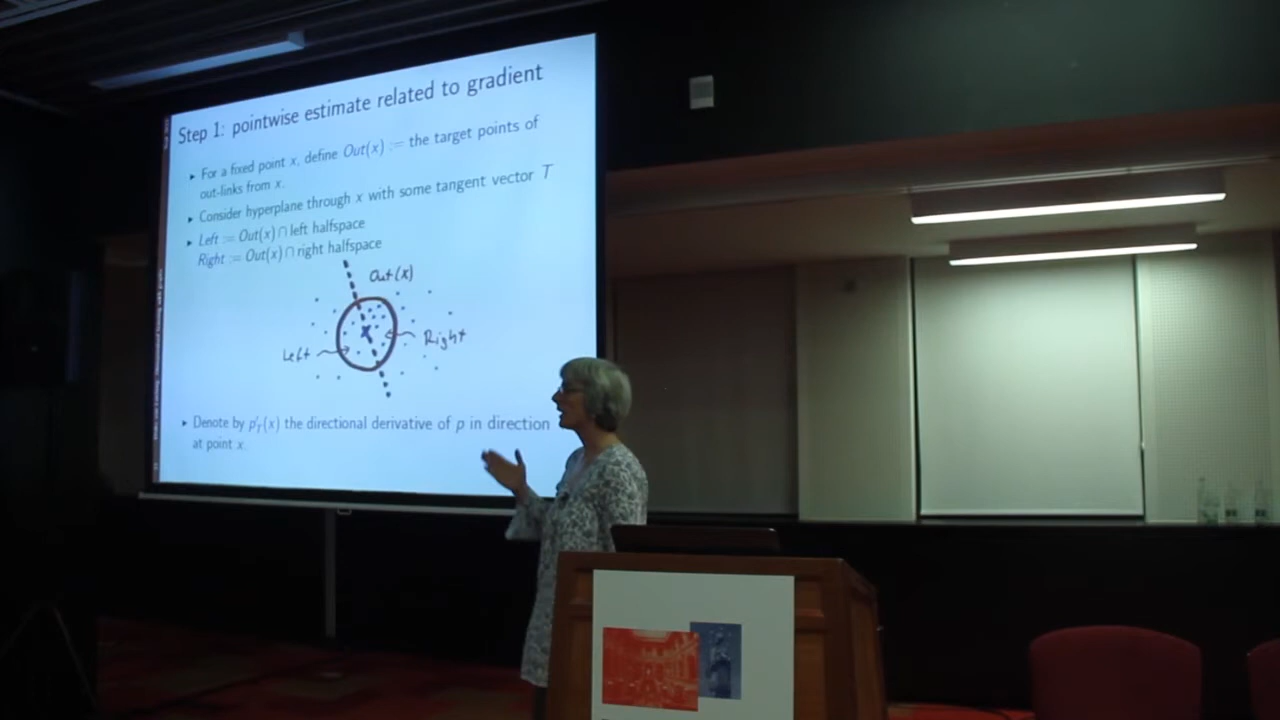 Step 1: pointwise estimate related to gradient
▸ For a fixed point x, define Out(x) := the target points of
out-links from x.
▸ Consider hyperplane through x with some tangent vector T
▸ Left := Out(x) ∩ left halfspace
Right := Out(x) ∩ right halfspace
Out(x)
x
Right
Left
▸ Denote by p′T(x) the directional derivative of p in direction
at point x.